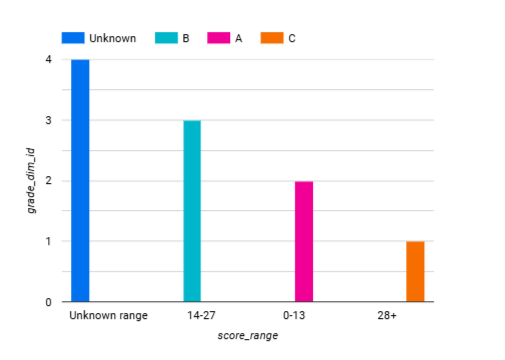 Unknown B A C
4
3
2
1
0
grade_dim_id
Unknown range 14-27 0-13 28+
score_range